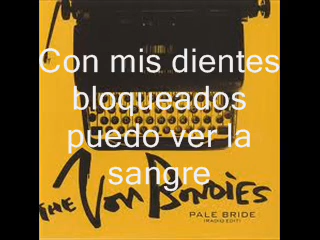 Con mis dientes
bloqueados
puedo ver la
sangre
THE VON BONDIES
PALE BRIDE
(RADIO EDIT)